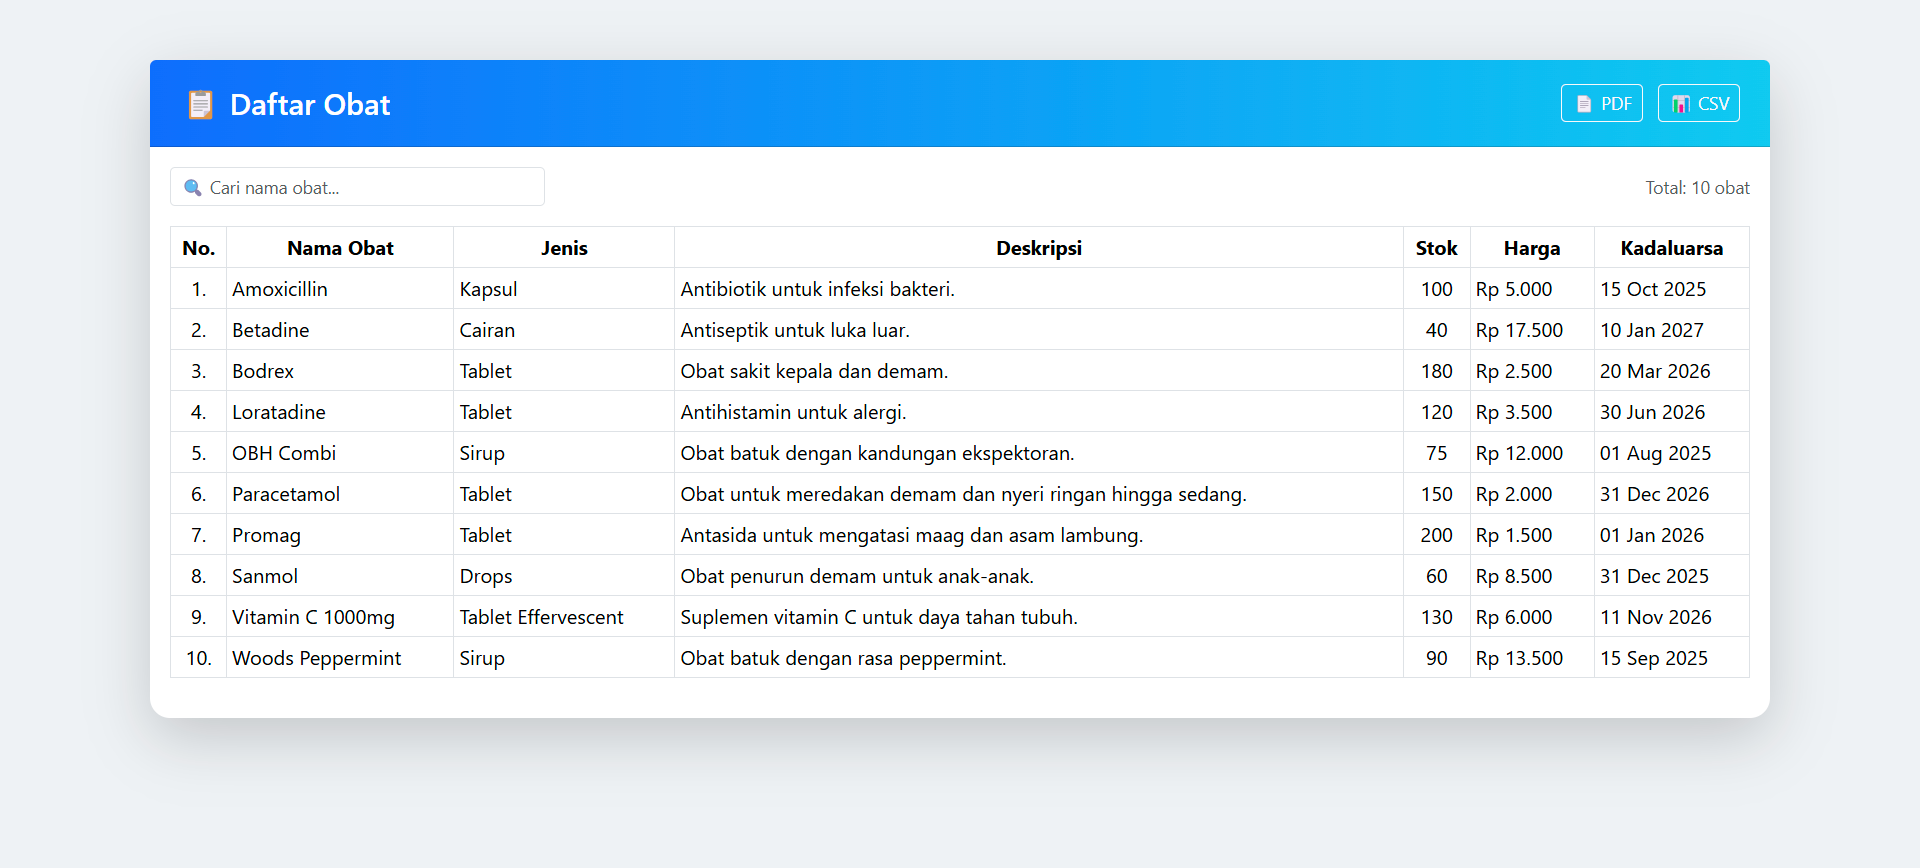 Daftar Obat
PDF
CSV
Cari nama obat...
Total: 10 obat
No. Nama Obat Jenis Deskripsi Stok Harga Kadaluarsa
1. Amoxicillin Kapsul Antibiotik untuk infeksi bakteri. 100 Rp 5.000 15 Oct 2025
2. Betadine Cairan Antiseptik untuk luka luar. 40 Rp 17.500 10 Jan 2027
3. Bodrex Tablet Obat sakit kepala dan demam. 180 Rp 2.500 20 Mar 2026
4. Loratadine Tablet Antihistamin untuk alergi. 120 Rp 3.500 30 Jun 2026
5. OBH Combi Sirup Obat batuk dengan kandungan ekspektoran. 75 Rp 12.000 01 Aug 2025
6. Paracetamol Tablet Obat untuk meredakan demam dan nyeri ringan hingga sedang. 150 Rp 2.000 31 Dec 2026
7. Promag Tablet Antasida untuk mengatasi maag dan asam lambung. 200 Rp 1.500 01 Jan 2026
8. Sanmol Drops Obat penurun demam untuk anak-anak. 60 Rp 8.500 31 Dec 2025
9. Vitamin C 1000mg Tablet Effervescent Suplemen vitamin C untuk daya tahan tubuh. 130 Rp 6.000 11 Nov 2026
10. Woods Peppermint Sirup Obat batuk dengan rasa peppermint. 90 Rp 13.500 15 Sep 2025